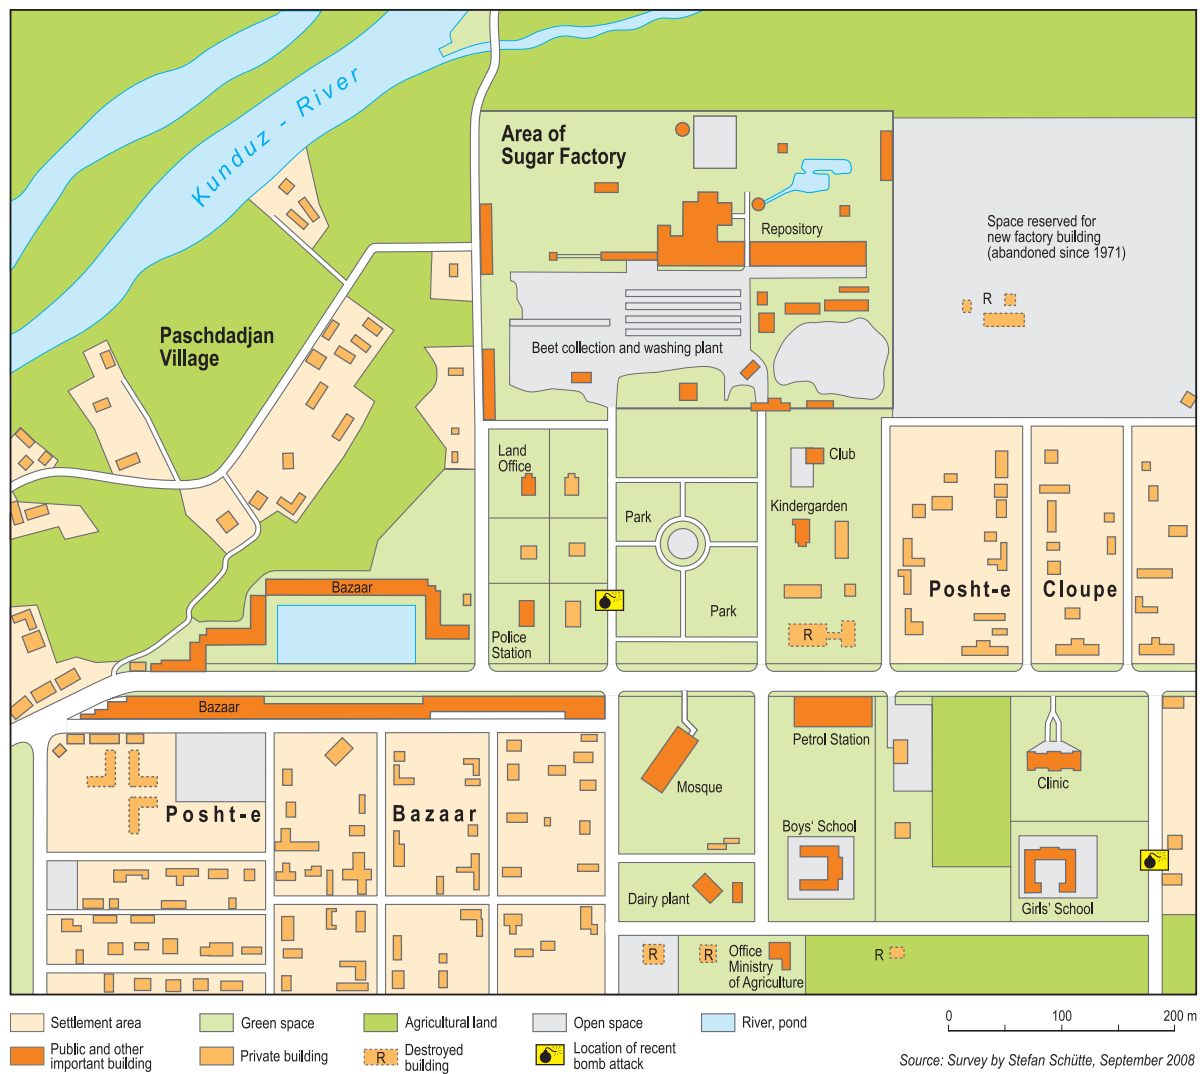 Kunduz - River
Area of
Sugar Factory
Repository
Space reserved for
new factory building
(abandoned since 1971)
R
Paschdadjan
Village
Beet collection and washing plant
Land
Office
Club
Kindergarden
Park
Park
Posht-e Cloupe
Bazaar
R
Police
Station
Bazaar
Petrol Station
Mosque
Clinic
Posht-e Bazaar
Boys' School
Dairy plant
Girls' School
R
R
Office
Ministry
of Agriculture
R
Settlement area
Green space
Agricultural land
Open space
River, pond
Public and other
important building
Private building
R
Destroyed
building
Location of recent
bomb attack
0 100 200 m
Source: Survey by Stefan Schütte, September 2008